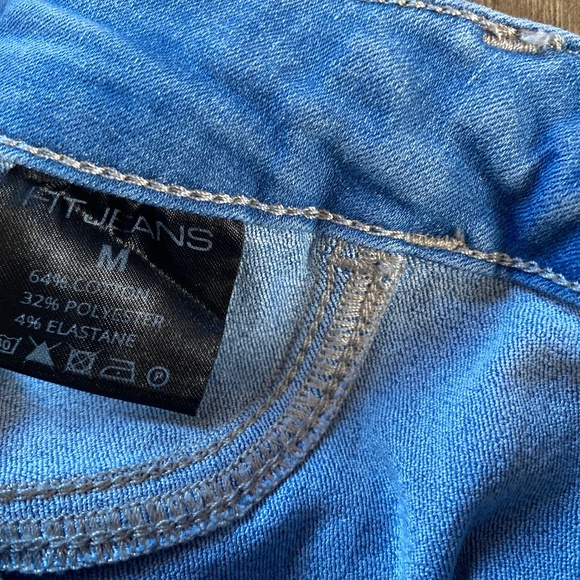 FITJEANS
M
64% COTTON
32% POLYESTER
4% ELASTANE
P